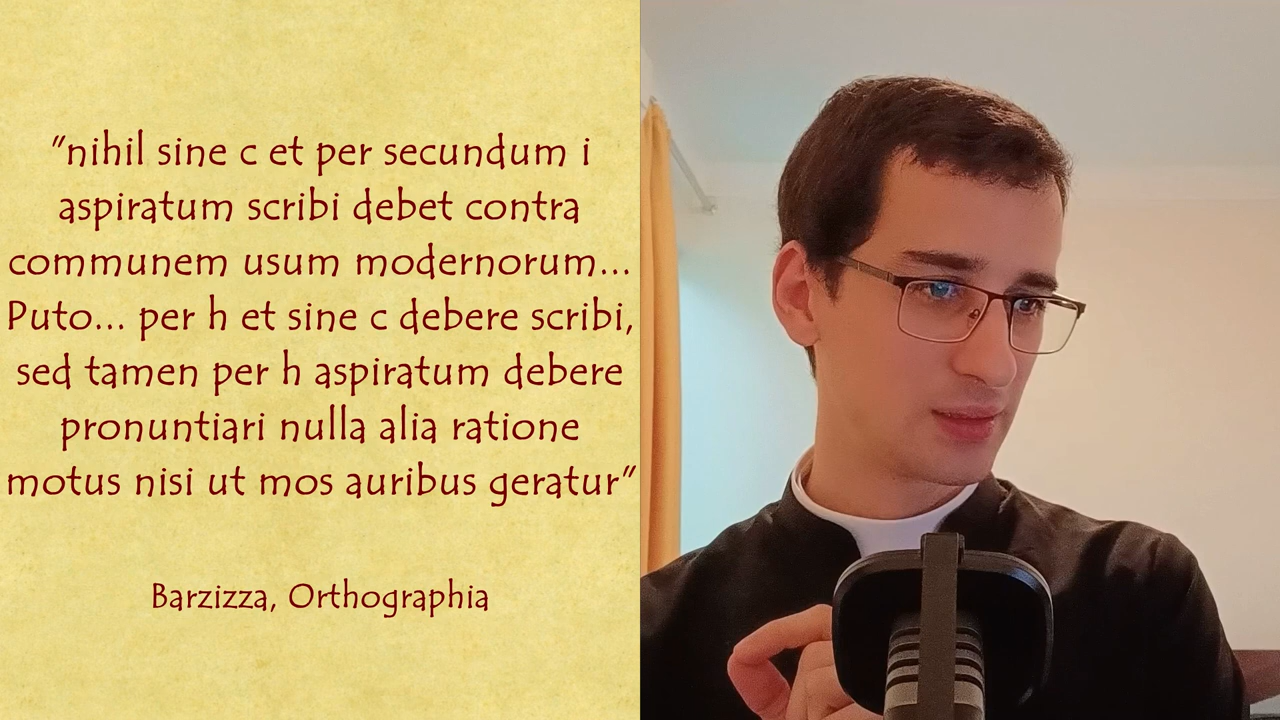 "nihil sine c et per secundum i
aspiratum scribi debet contra
communem usum modernorum...
Puto... per h et sine c debere scribi,
sed tamen per h aspiratum debere
pronuntiari nulla alia ratione
motus nisi ut mos auribus geratur"
Barzizza, Orthographia